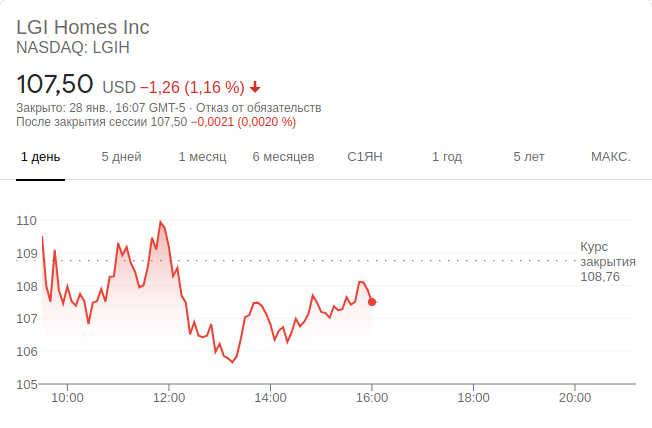 LGI Homes Inc
NASDAQ: LGIH
107,50 USD −1,26 (1,16 %)
Закрыто: 28 янв., 16:07 GMT-5 · Отказ от обязательств
После закрытия сессии 107,50 −0,0021 (0,0020 %)
1 день 5 дней 1 месяц 6 месяцев С1ЯН 1 год 5 лет МАКС.
110
109
108
107
106
105
Курс
закрытия
108,76
10:00 12:00 14:00 16:00 18:00 20:00